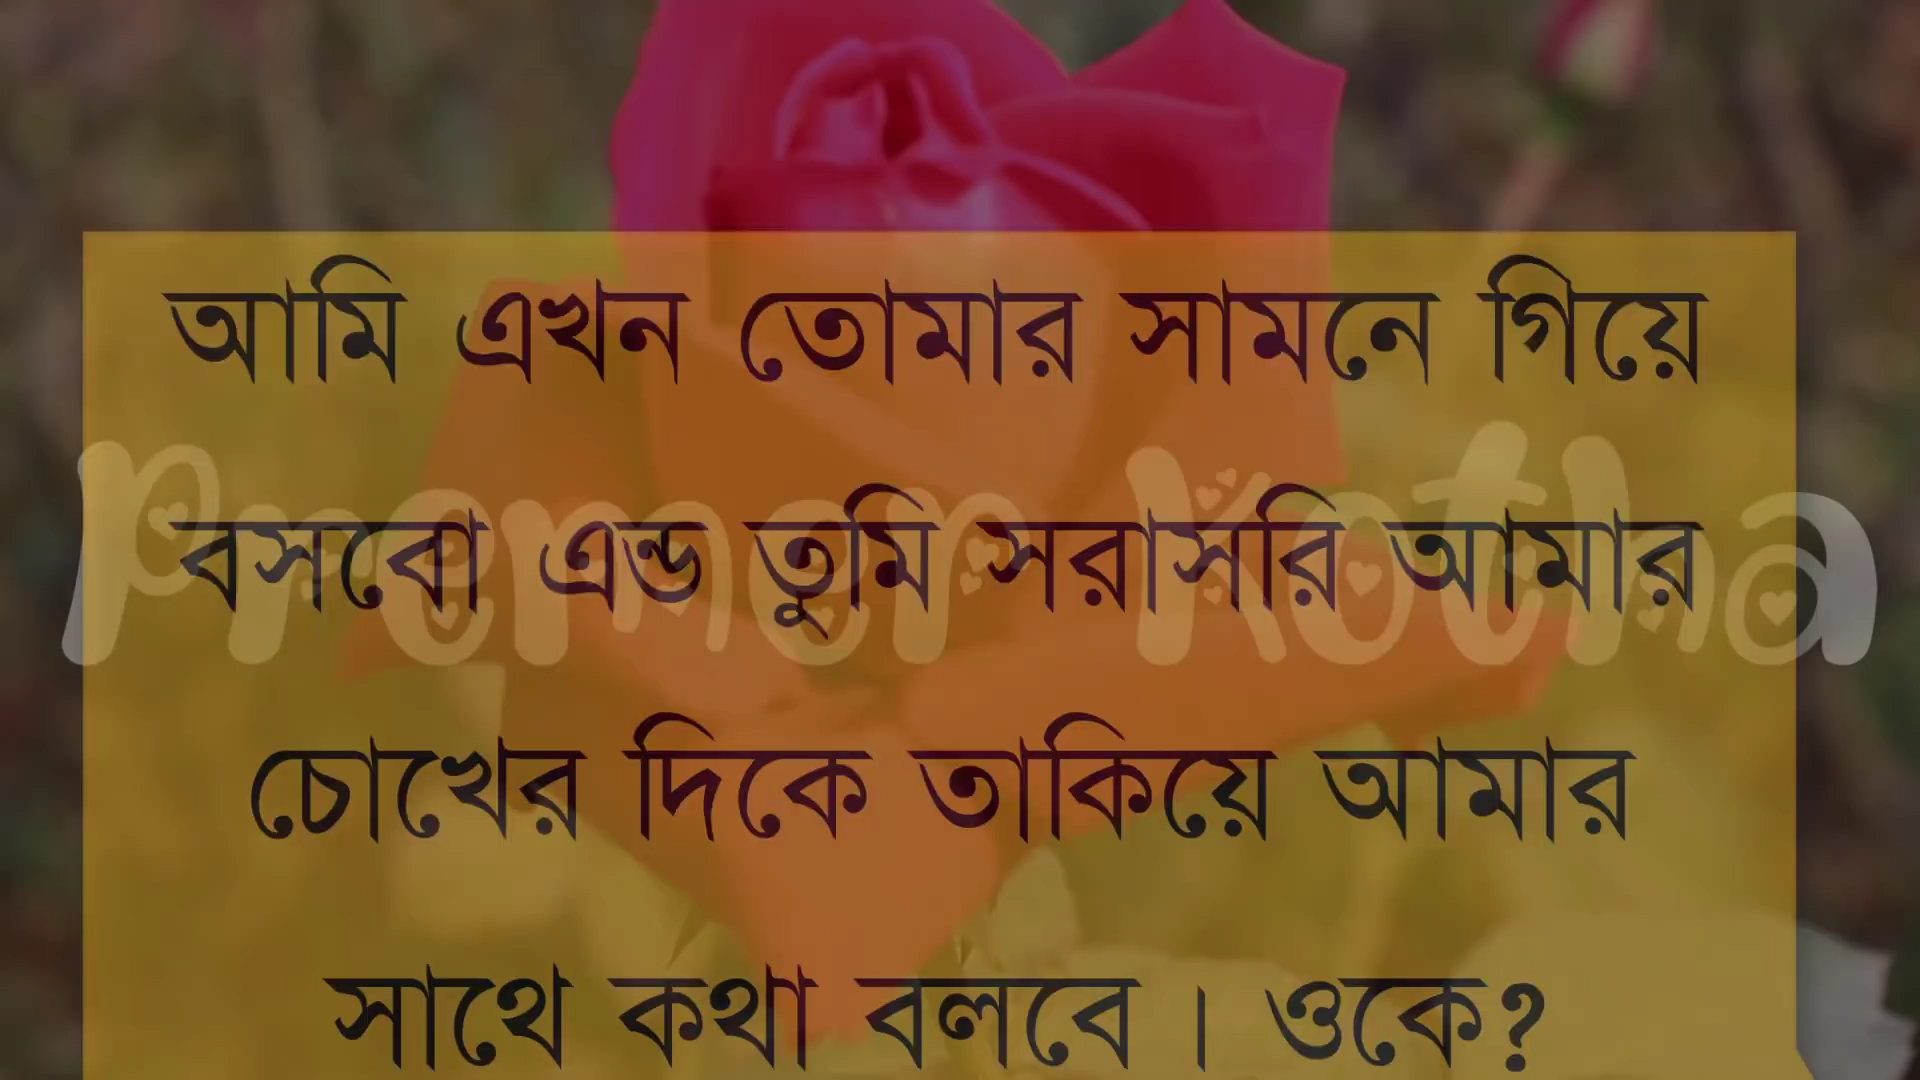 আমি এখন তোমার সামনে গিয়ে
বসবো এন্ড তুমি সরাসরি আমার
Premer Kotha
চোখের দিকে তাকিয়ে আমার
সাথে কথা বলবে । ওকে?